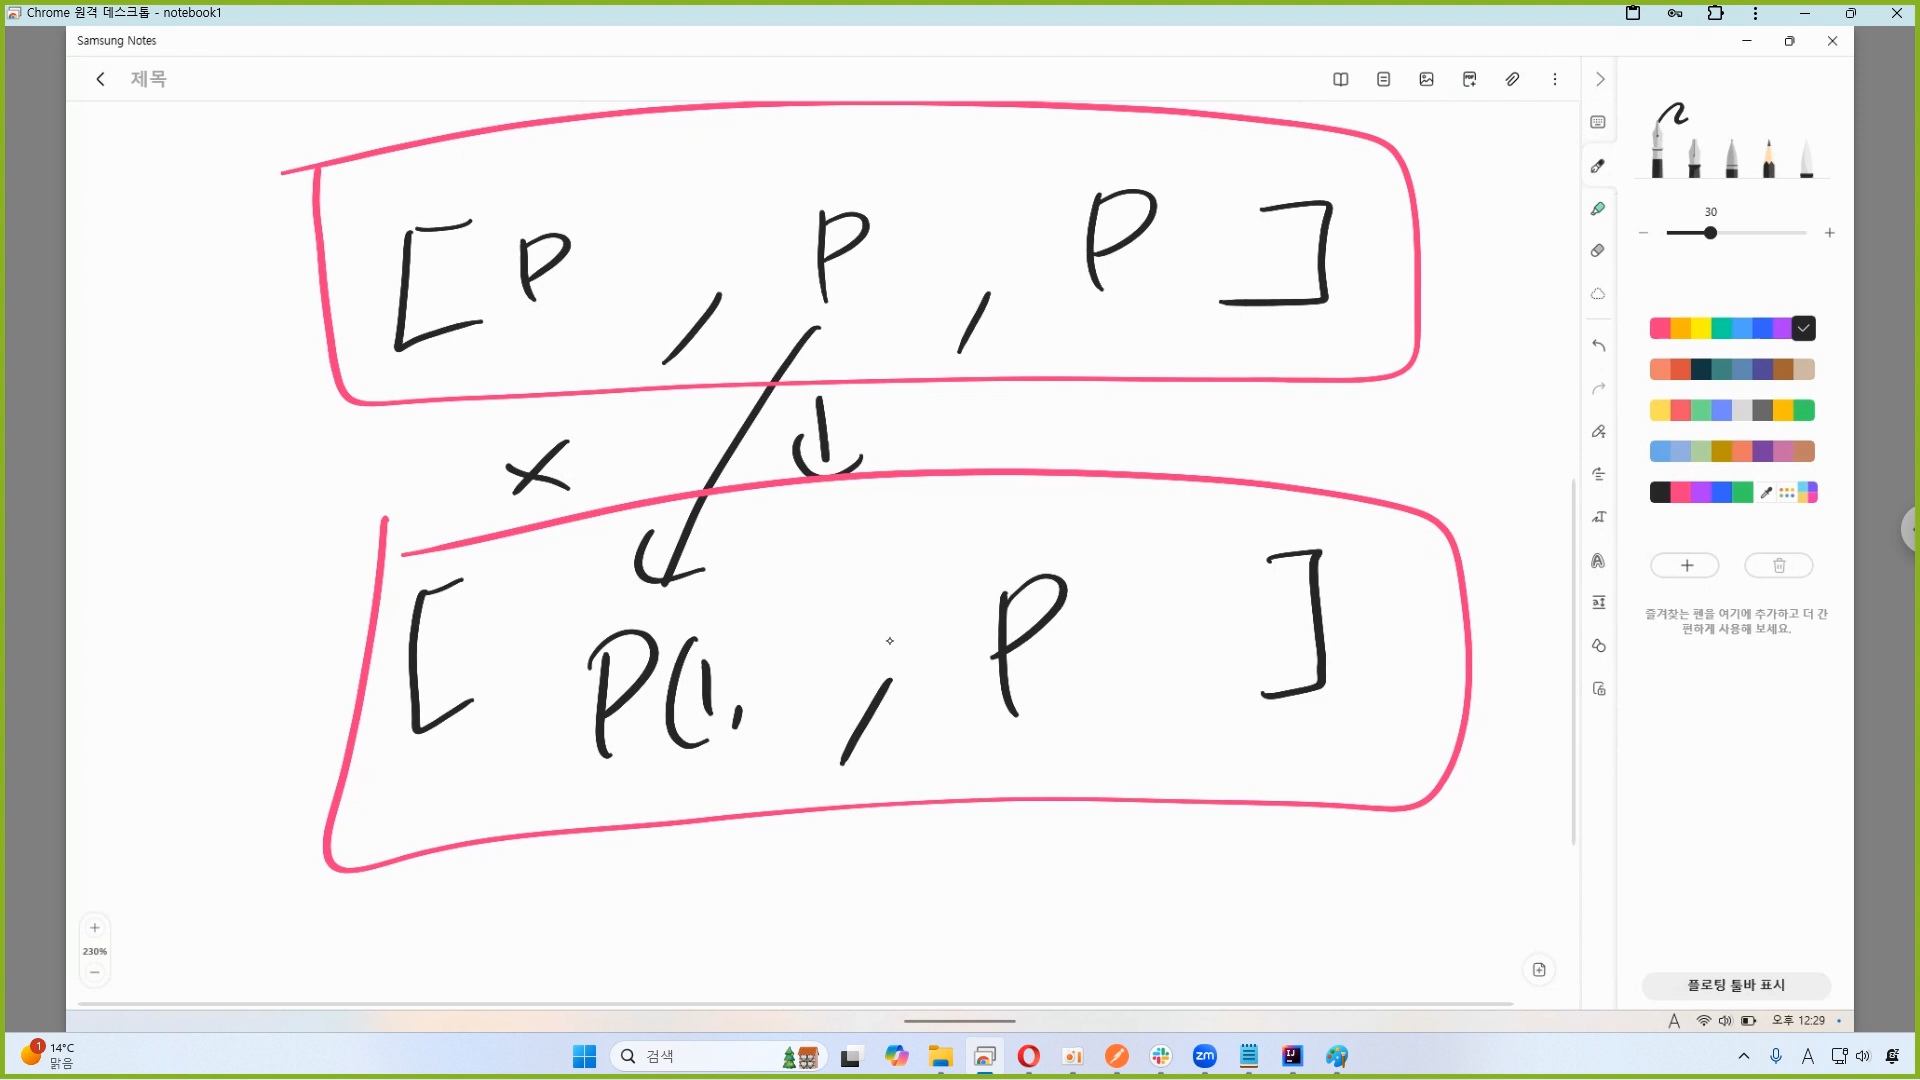 Chrome 원격 데스크톱 - notebook1
Samsung Notes
제목
30
[ P , P , P ]
x
[ P(1, , P ]
즐겨찾는 펜을 여기에 추가하고 더 간
편하게 사용해 보세요.
230%
플로팅 툴바 표시
A
오후 12:29
1
14°C
맑음
검색
zm
A